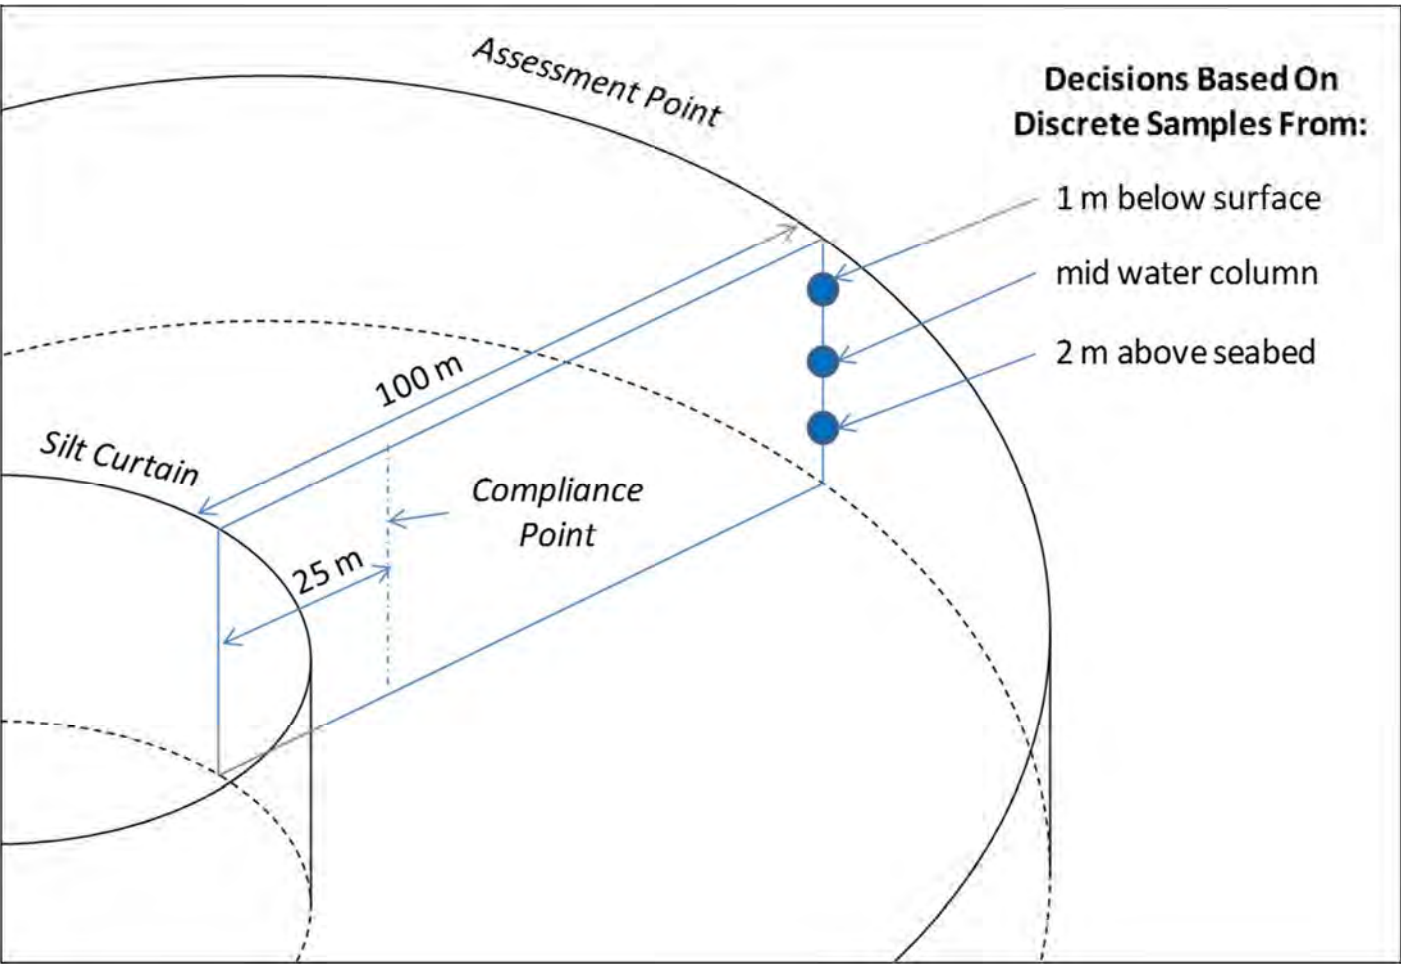 Assessment Point
Decisions Based On
Discrete Samples From:
1 m below surface
mid water column
2 m above seabed
100 m
Silt Curtain
Compliance
Point
25 m